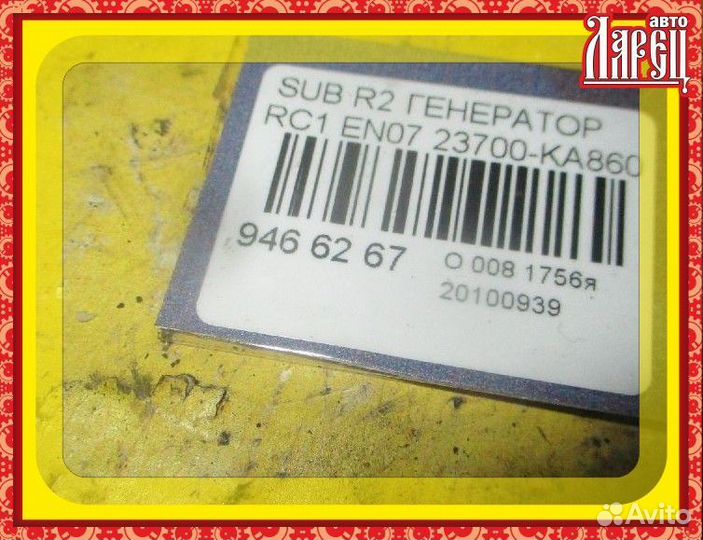 авто
Ларец
SUB R2 ГЕНЕРАТОР
RC1 EN07 23700-KA860
946 62 67
О 008 1756я
20100939
Avito